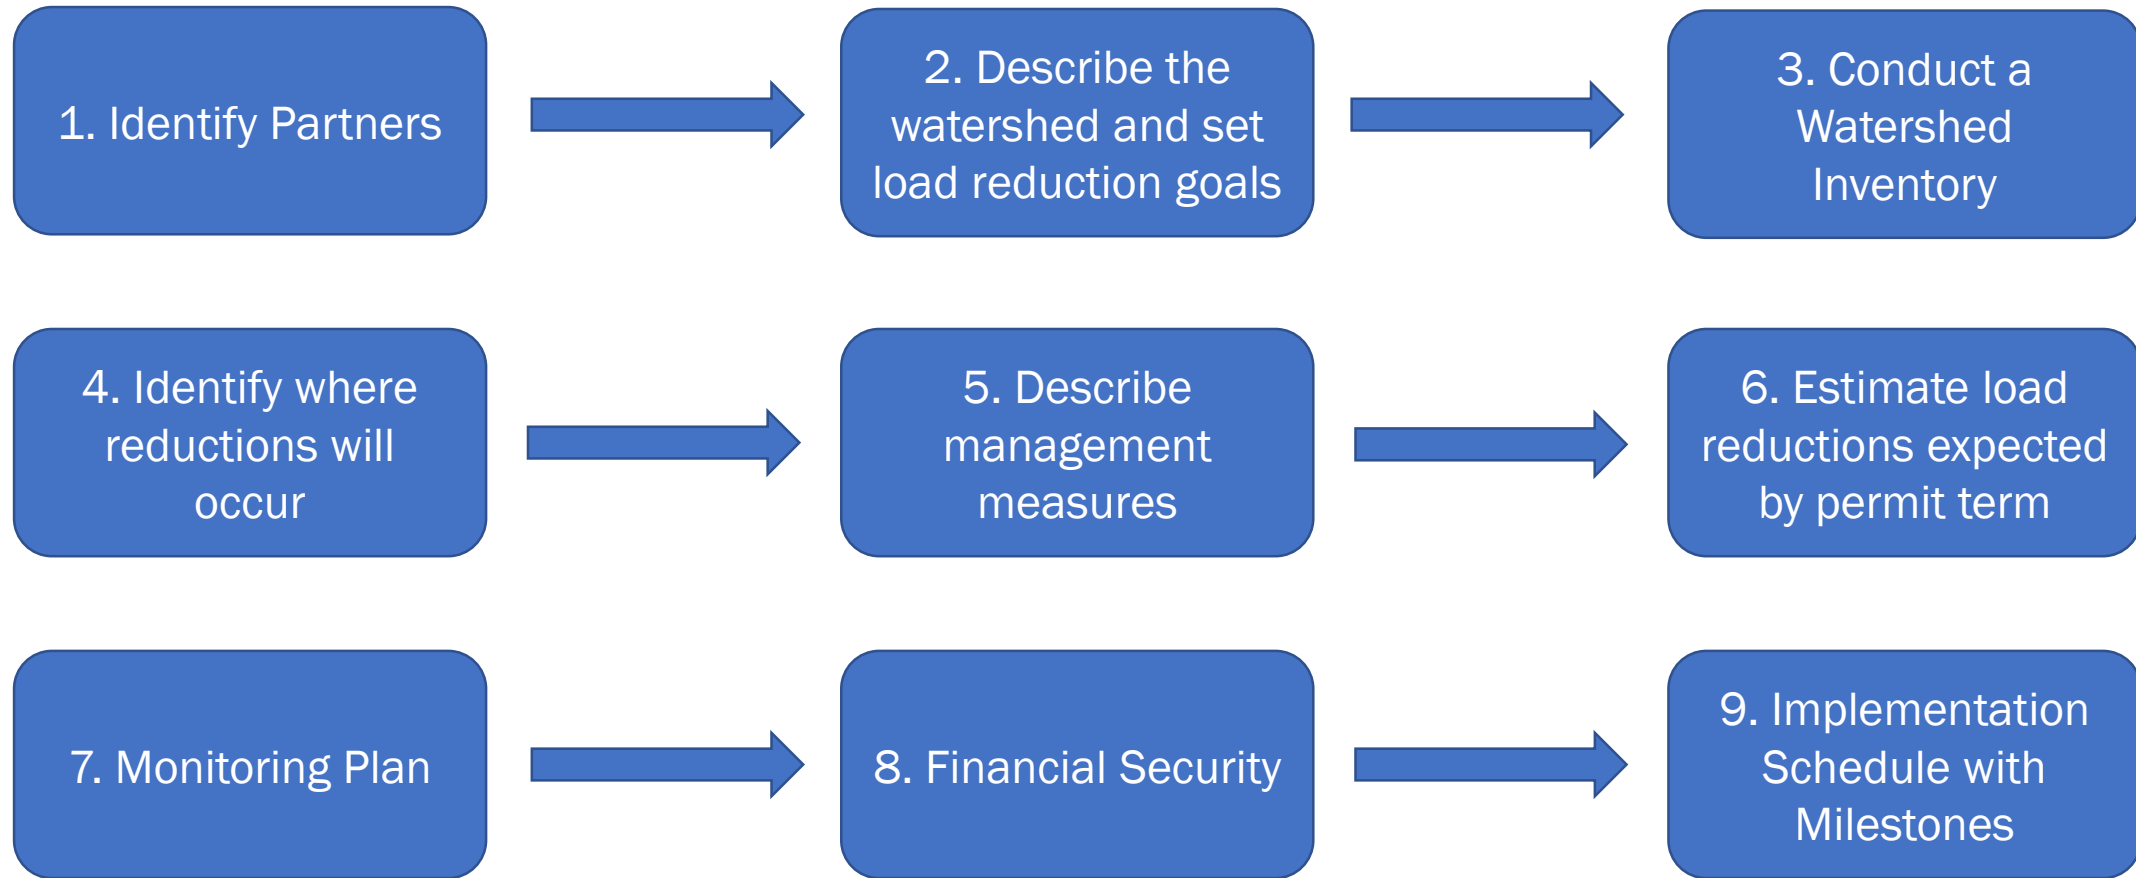 1. Identify Partners
2. Describe the
watershed and set
load reduction goals
3. Conduct a
Watershed
Inventory
4. Identify where
reductions will
occur
5. Describe
management
measures
6. Estimate load
reductions expected
by permit term
7. Monitoring Plan
8. Financial Security
9. Implementation
Schedule with
Milestones